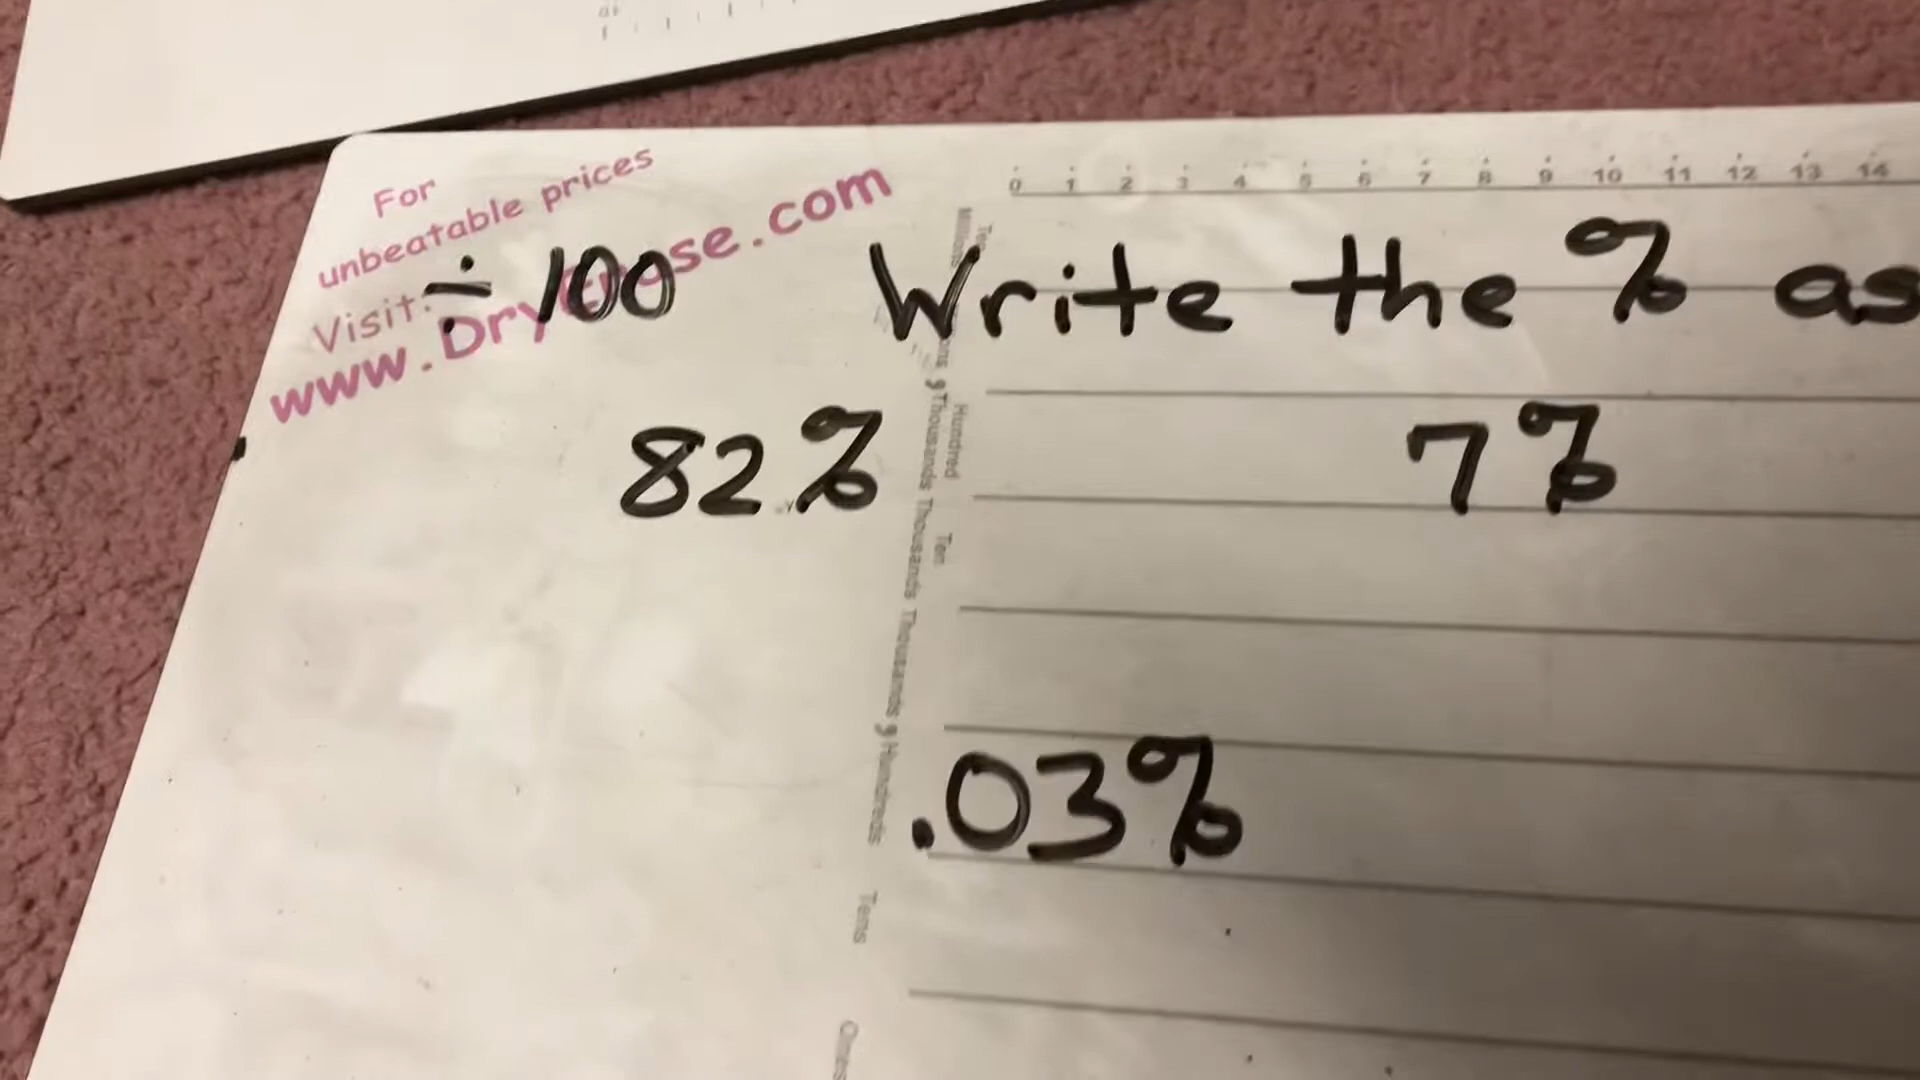 For
unbeatable prices
Visit:
www.DryErase.com
0 1 2 3 4 5 6 7 8 9 10 11 12 13 14
÷ 100 Write the % as
82% 7%
.03%
Hundred
Thousands
Ten
Thousands
Thousands,
Hundreds
Tens
Ones